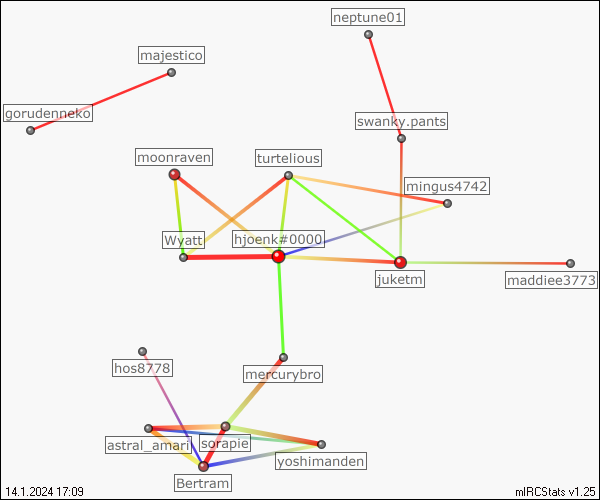 neptune01
majestico
gorudenneko
swanky.pants
moonraven
turtelious
mingus4742
Wyatt
hjoenk#0000
juketm
maddiee3773
hos8778
mercurybro
astral_amari
sorapie
yoshimanden
Bertram
14.1.2024 17:09
mIRCStats v1.25